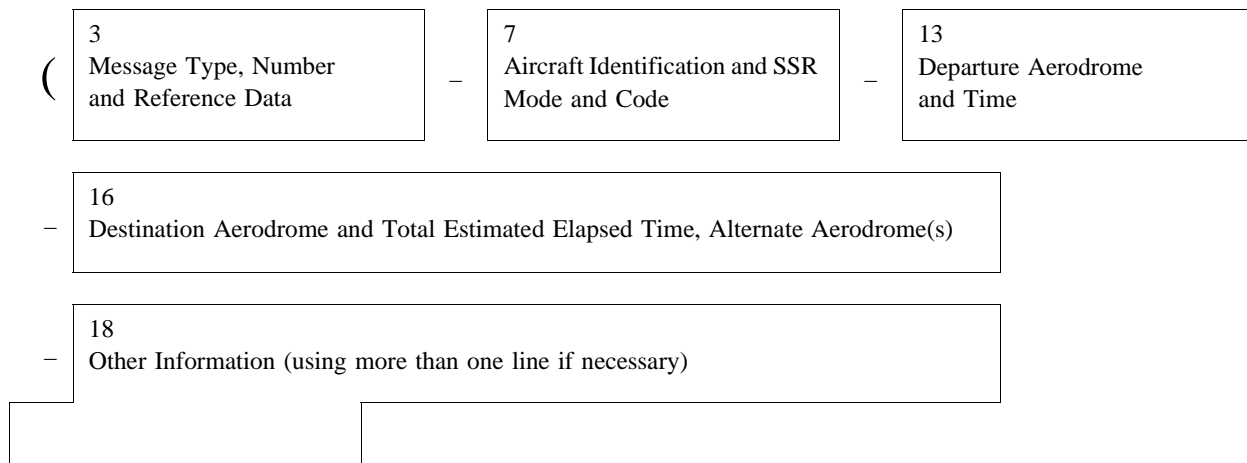 (
3
Message Type, Number
and Reference Data
–
7
Aircraft Identification and SSR
Mode and Code
–
13
Departure Aerodrome
and Time
–
16
Destination Aerodrome and Total Estimated Elapsed Time, Alternate Aerodrome(s)
–
18
Other Information (using more than one line if necessary)